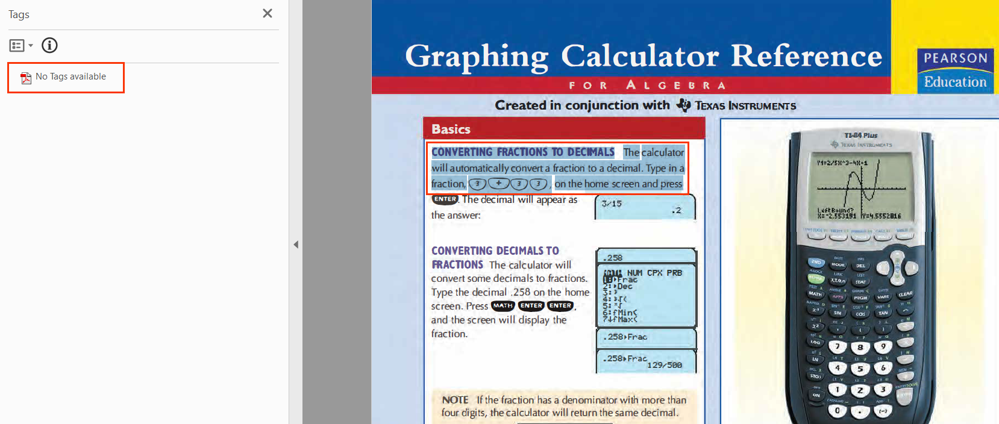 Tags
No Tags available
Graphing Calculator Reference
FOR ALGEBRA
PEARSON
Education
Created in conjunction with TEXAS INSTRUMENTS
Basics
CONVERTING FRACTIONS TO DECIMALS The calculator
will automatically convert a fraction to a decimal. Type in a
fraction, 3 + 3 3, on the home screen and press
ENTER. The decimal will appear as
the answer:
3/15
.2
CONVERTING DECIMALS TO
FRACTIONS The calculator will
convert some decimals to fractions.
Type the decimal .258 on the home
screen. Press MATH ENTER ENTER,
and the screen will display the
fraction.
.258
NUM CPX PRB
1:▸Frac
2:▸Dec
3:³
4:³√(
5:ˣ√
6:fMin(
7↓fMax(
.258▸Frac
.258▸Frac
129/500
NOTE If the fraction has a denominator with more than
four digits, the calculator will return the same decimal.
TI-84 Plus
TEXAS INSTRUMENTS
Y1=2/5X^3-4X+1
LeftBound?
X=-2.553191 Y=4.5552816
2ND MODE DEL
X,T,Θ,n STAT
MATH APPS PRGM VARS CLEAR
SIN COS TAN
, ( )
LOG 7 8 9
LN 4 5 6
STO 1 2 3
ON 0 . (-)